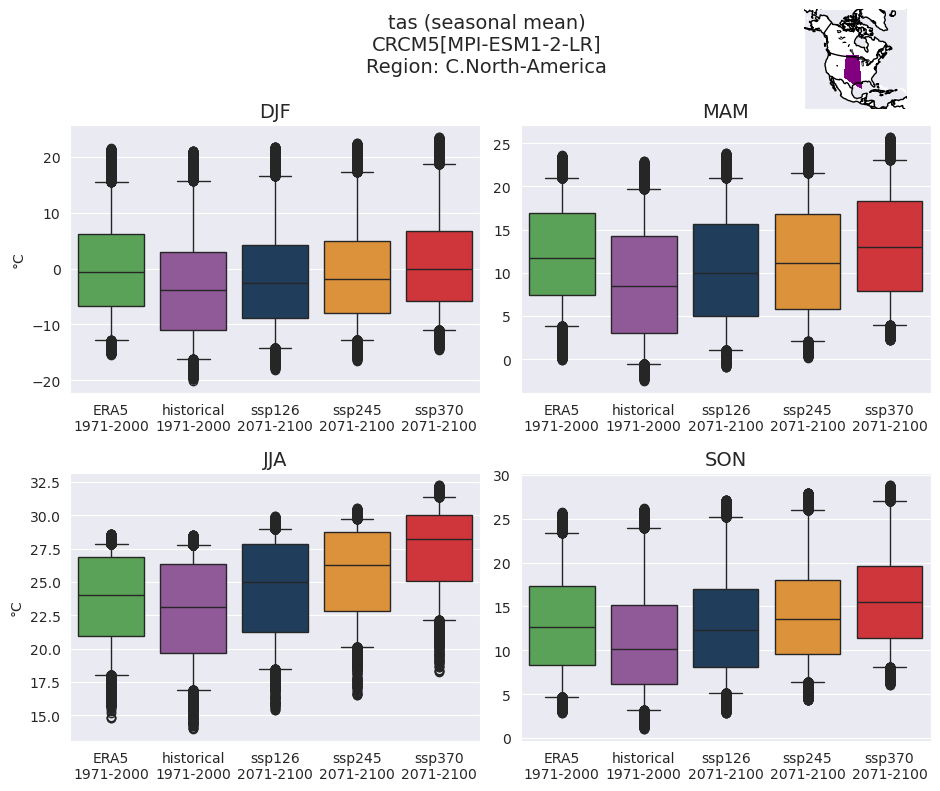 tas (seasonal mean)
CRCM5[MPI-ESM1-2-LR]
Region: C.North-America
DJF
20
10
0
−10
−20
°C
ERA5 historical ssp126 ssp245 ssp370
1971-2000 1971-2000 2071-2100 2071-2100 2071-2100
MAM
25
20
15
10
5
0
ERA5 historical ssp126 ssp245 ssp370
1971-2000 1971-2000 2071-2100 2071-2100 2071-2100
JJA
32.5
30.0
27.5
25.0
22.5
20.0
17.5
15.0
°C
ERA5 historical ssp126 ssp245 ssp370
1971-2000 1971-2000 2071-2100 2071-2100 2071-2100
SON
30
25
20
15
10
5
0
ERA5 historical ssp126 ssp245 ssp370
1971-2000 1971-2000 2071-2100 2071-2100 2071-2100